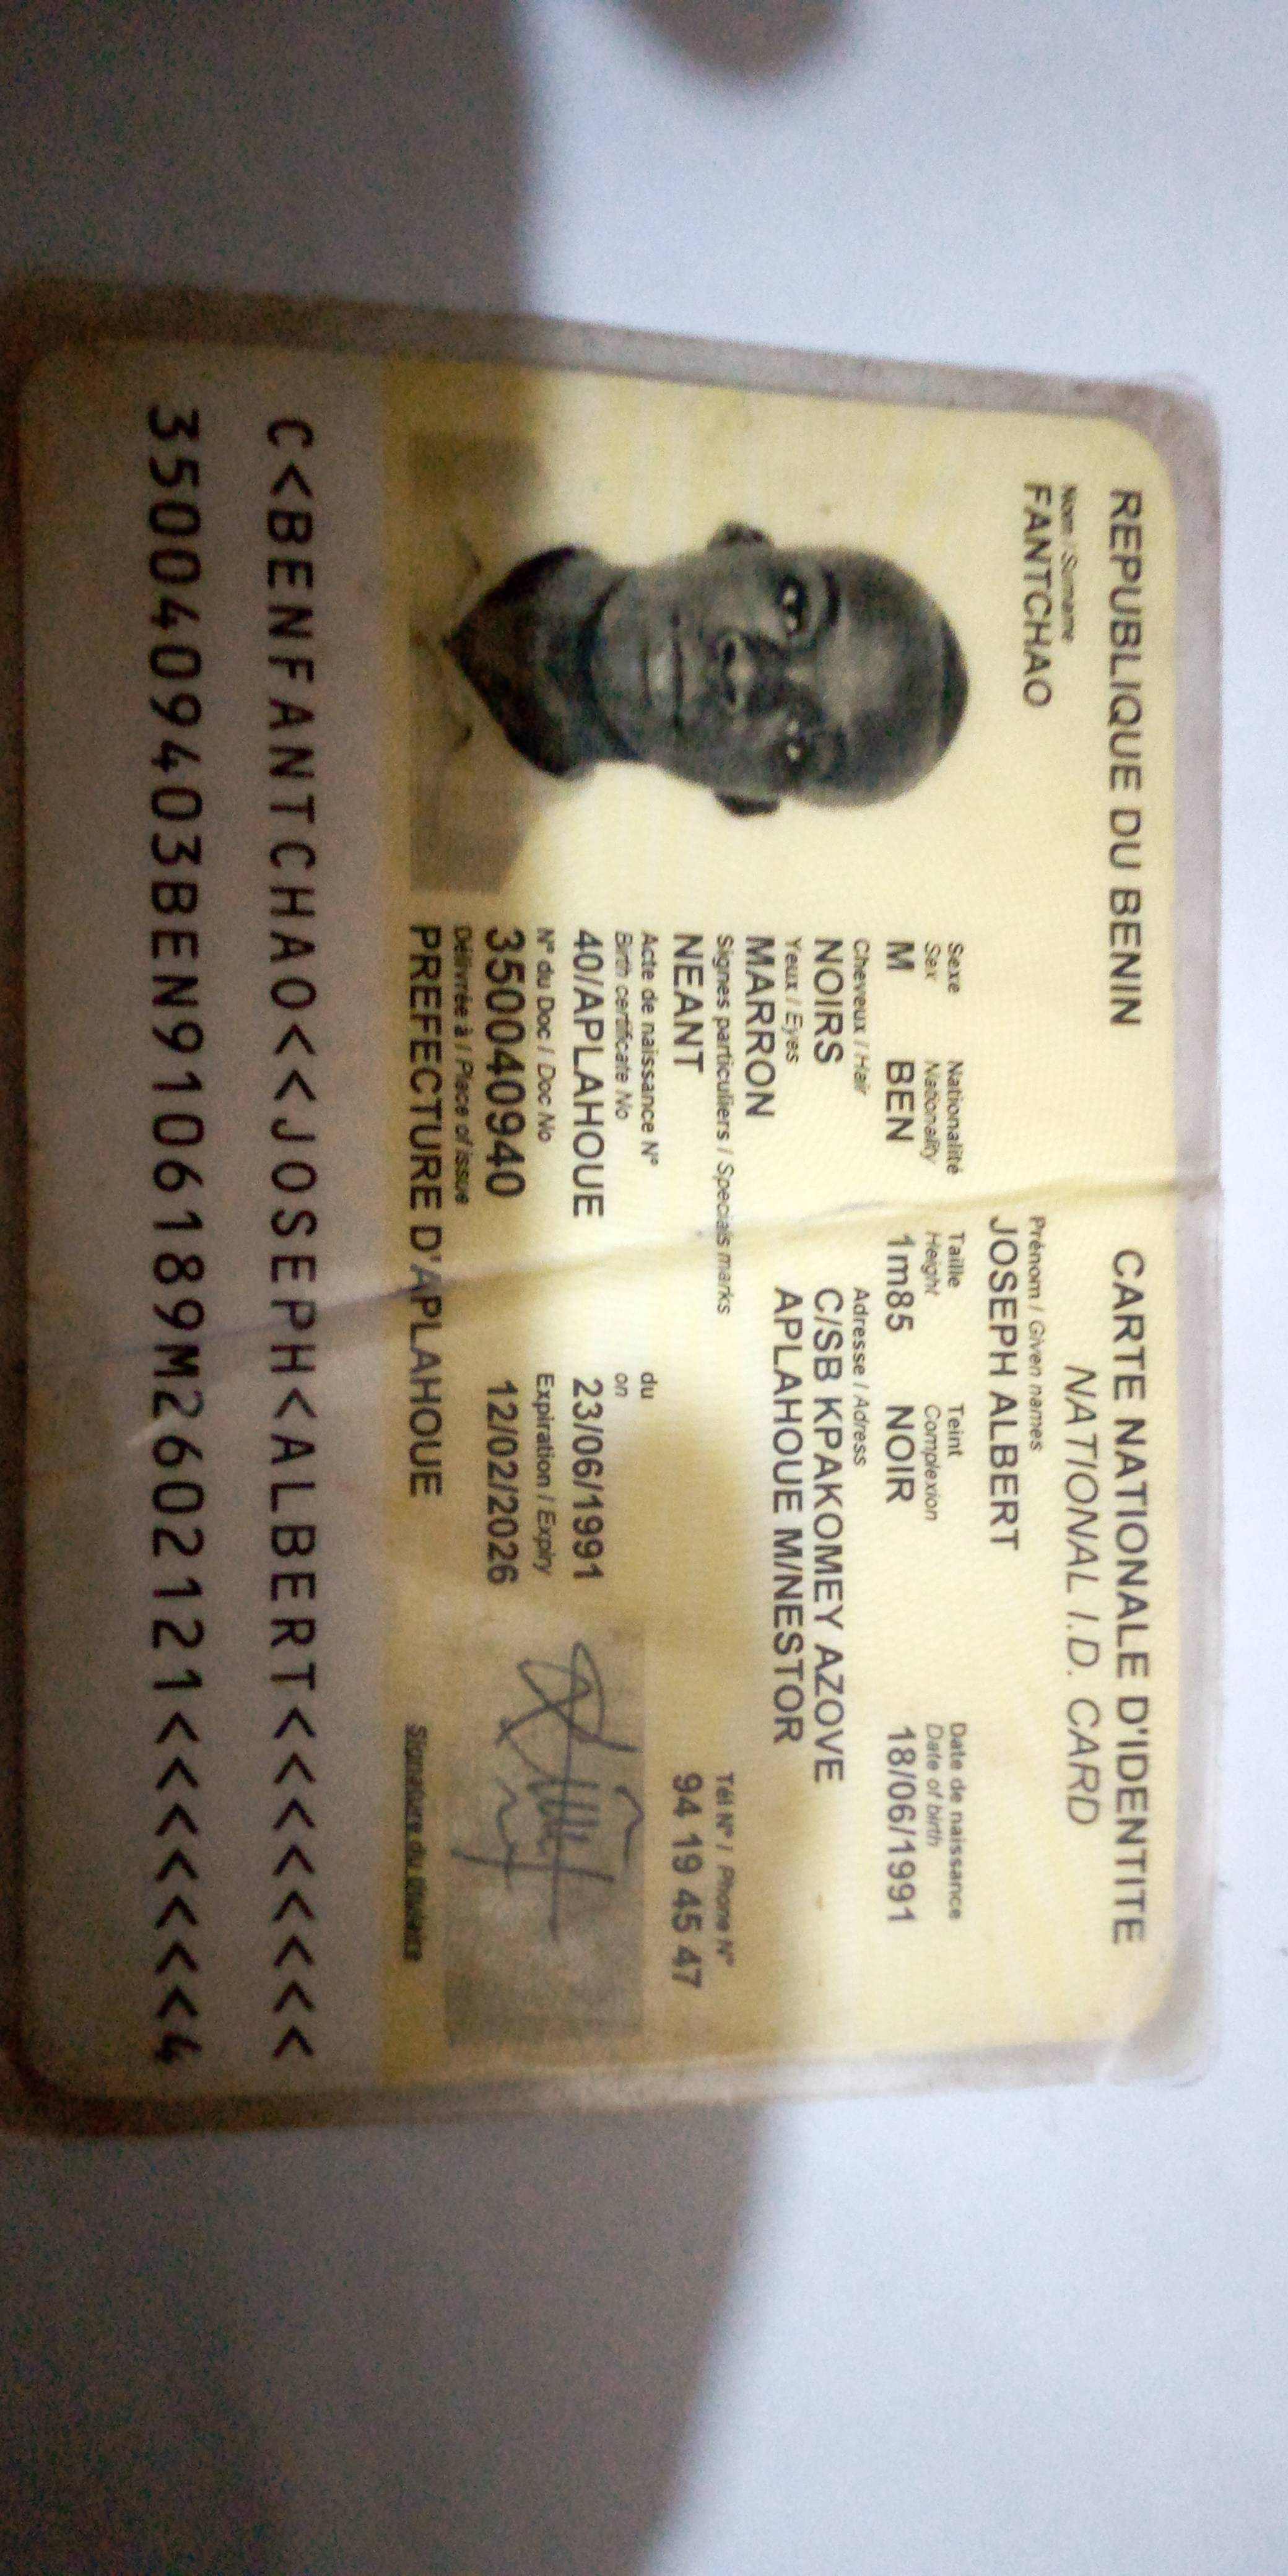 REPUBLIQUE DU BENIN
CARTE NATIONALE D'IDENTITE
NATIONAL I.D. CARD
Nom / Surname
FANTCHAO
Prénom / Given names
JOSEPH ALBERT
Sexe Nationalité Taille Teint Date de naissance
Sex Nationality Height Complexion Date of birth
M BEN 1m85 NOIR 18/06/1991
Cheveux / Hair Adresse / Adress
NOIRS C/SB KPAKOMEY AZOVE
Yeux / Eyes APLAHOUE M/NESTOR
MARRON
Signes particuliers / Specials marks Tél N° / Phone N°
NEANT 94 19 45 47
Acte de naissance N° du
Birth certificate No on
40/APLAHOUE 23/06/1991
N° du Doc / Doc No Expiration / Expiry
350040940 12/02/2026
Délivrée à / Place of issue
PREFECTURE D'APLAHOUE
Signature du titulaire
C<BENFANTCHAO<<JOSEPH<ALBERT<<<<<<<<
3500409403BEN9106189M2602121<<<<<<<4